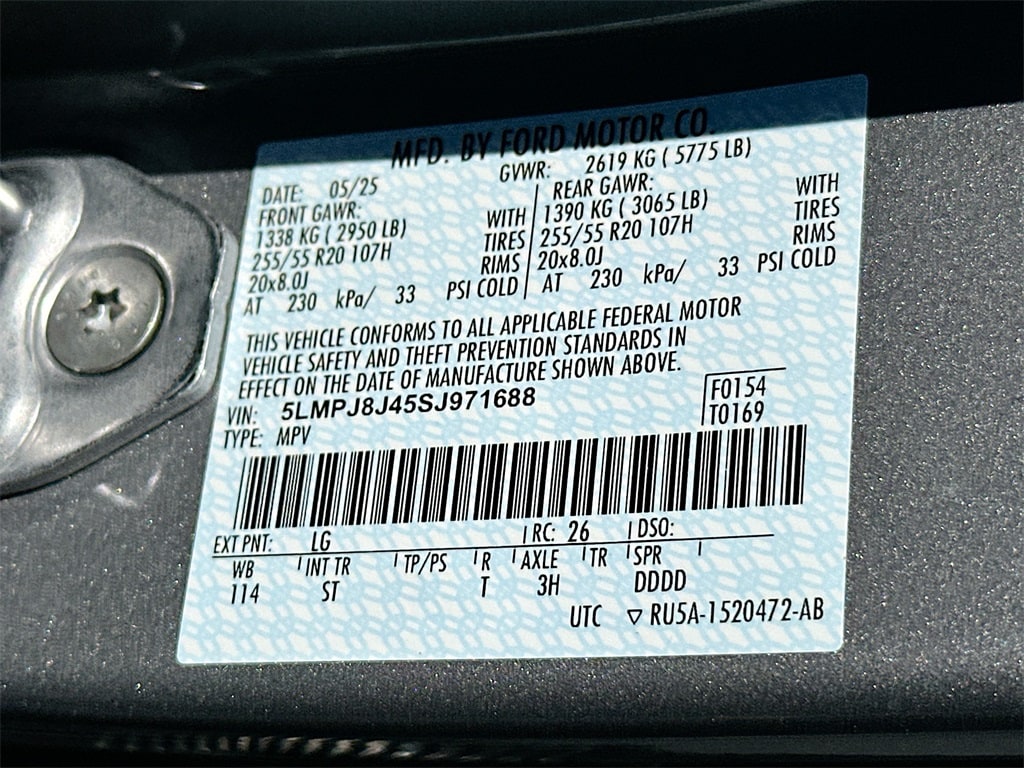 MFD. BY FORD MOTOR CO.
DATE: 05/25 GVWR: 2619 KG ( 5775 LB)
FRONT GAWR: REAR GAWR:
1338 KG ( 2950 LB) WITH 1390 KG ( 3065 LB) WITH
255/55 R20 107H TIRES 255/55 R20 107H TIRES
20x8.0J RIMS 20x8.0J RIMS
AT 230 kPa/ 33 PSI COLD AT 230 kPa/ 33 PSI COLD
THIS VEHICLE CONFORMS TO ALL APPLICABLE FEDERAL MOTOR
VEHICLE SAFETY AND THEFT PREVENTION STANDARDS IN
EFFECT ON THE DATE OF MANUFACTURE SHOWN ABOVE.
VIN: 5LMPJ8J45SJ971688 F0154
TYPE: MPV T0169
EXT PNT: LG RC: 26 DSO:
WB INT TR TP/PS R AXLE TR SPR
114 ST T 3H DDDD
UTC ▽ RU5A-1520472-AB